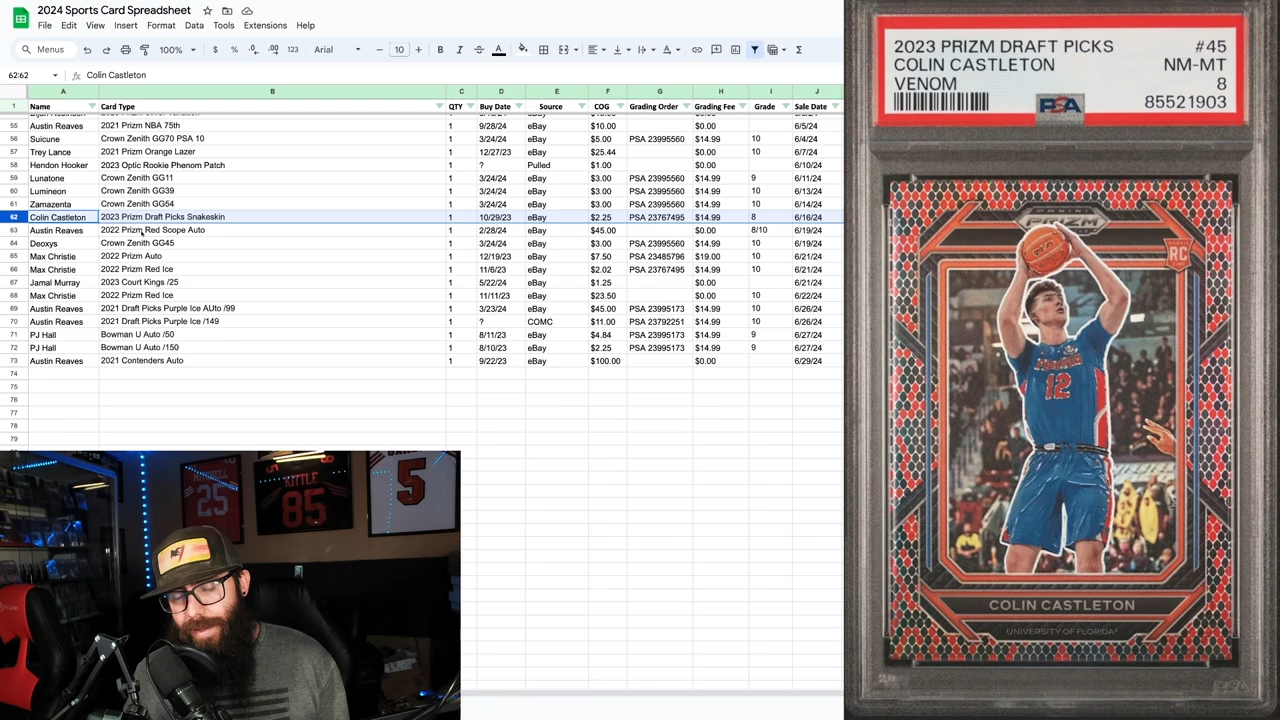 2024 Sports Card Spreadsheet
File Edit View Insert Format Data Tools Extensions Help
Menus 100% $ % .0 .00 123 Arial 10 B I A
62:62 Colin Castleton
A B C D E F G H I J
1 Name Card Type QTY Buy Date Source COG Grading Order Grading Fee Grade Sale Date
55 Austin Reaves 2021 Prizm NBA 75th 1 9/28/24 eBay $10.00 $0.00 6/5/24
56 Suicune Crown Zenith GG70 PSA 10 1 3/24/24 eBay $5.00 PSA 23995560 $14.99 10 6/4/24
57 Trey Lance 2021 Prizm Orange Lazer 1 12/27/23 eBay $25.44 $0.00 10 6/7/24
58 Hendon Hooker 2023 Optic Rookie Phenom Patch 1 ? Pulled $1.00 $0.00 6/10/24
59 Lunatone Crown Zenith GG11 1 3/24/24 eBay $3.00 PSA 23995560 $14.99 9 6/11/24
60 Lumineon Crown Zenith GG39 1 3/24/24 eBay $3.00 PSA 23995560 $14.99 10 6/13/24
61 Zamazenta Crown Zenith GG54 1 3/24/24 eBay $3.00 PSA 23995560 $14.99 10 6/14/24
62 Colin Castleton 2023 Prizm Draft Picks Snakeskin 1 10/29/23 eBay $2.25 PSA 23767495 $14.99 8 6/16/24
63 Austin Reaves 2022 Prizm Red Scope Auto 1 2/28/24 eBay $45.00 $0.00 8/10 6/19/24
64 Deoxys Crown Zenith GG45 1 3/24/24 eBay $3.00 PSA 23995560 $14.99 10 6/19/24
65 Max Christie 2022 Prizm Auto 1 12/19/23 eBay $7.50 PSA 23485796 $19.00 10 6/21/24
66 Max Christie 2022 Prizm Red Ice 1 11/6/23 eBay $2.02 PSA 23767495 $14.99 10 6/21/24
67 Jamal Murray 2023 Court Kings /25 1 5/22/24 eBay $1.25 $0.00 6/21/24
68 Max Christie 2022 Prizm Red Ice 1 11/11/23 eBay $23.50 $0.00 10 6/22/24
69 Austin Reaves 2021 Draft Picks Purple Ice AUto /99 1 3/23/24 eBay $45.00 PSA 23995173 $14.99 10 6/26/24
70 Austin Reaves 2021 Draft Picks Purple Ice /149 1 ? COMC $11.00 PSA 23792251 $14.99 10 6/26/24
71 PJ Hall Bowman U Auto /50 1 8/11/23 eBay $4.84 PSA 23995173 $14.99 9 6/27/24
72 PJ Hall Bowman U Auto /150 1 8/10/23 eBay $2.25 PSA 23995173 $14.99 9 6/27/24
73 Austin Reaves 2021 Contenders Auto 1 9/22/23 eBay $100.00 $0.00 6/29/24
74
75
76
77
78
79
25
KITTLE
85
5
2023 PRIZM DRAFT PICKS #45
COLIN CASTLETON NM-MT
VENOM 8
PSA 85521903
PANINI
PRIZM
RC
FLORIDA
12
COLIN CASTLETON
UNIVERSITY OF FLORIDA